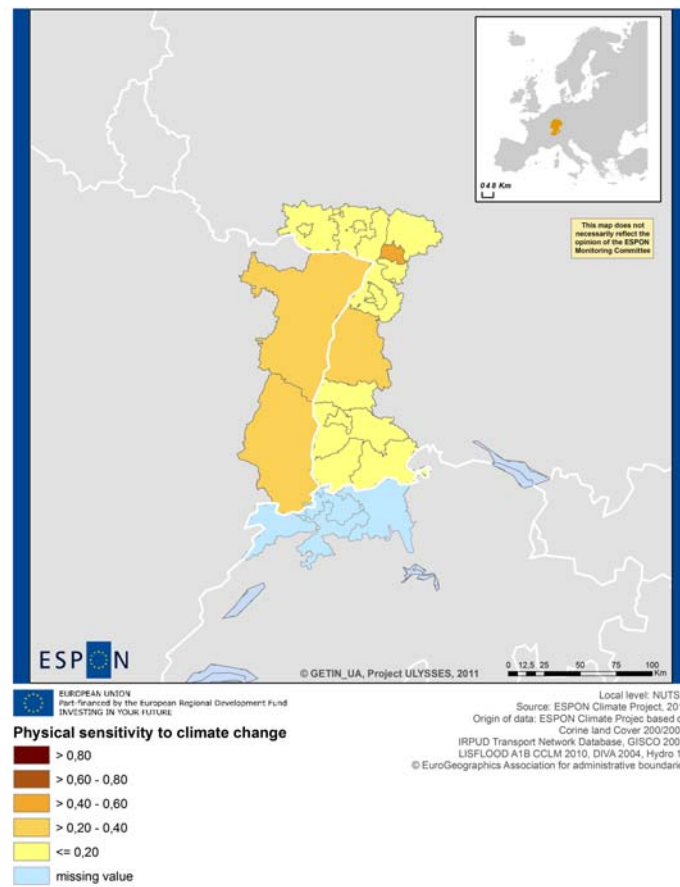 0 4 8 Km
This map does not
necessarily reflect the
opinion of the ESPON
Monitoring Committee
ESPON
© GETIN_UA, Project ULYSSES, 2011
0 12,5 25 50 75 100
Km
EUROPEAN UNION
Part-financed by the European Regional Development Fund
INVESTING IN YOUR FUTURE
Local level: NUTS
Source: ESPON Climate Project, 201
Origin of data: ESPON Climate Projec based o
Corine land Cover 200/200
IRPUD Transport Network Database, GISCO 200
LISFLOOD A1B CCLM 2010, DIVA 2004, Hydro 1
© EuroGeographics Association for administrative boundarie
Physical sensitivity to climate change
> 0,80
> 0,60 - 0,80
> 0,40 - 0,60
> 0,20 - 0,40
<= 0,20
missing value